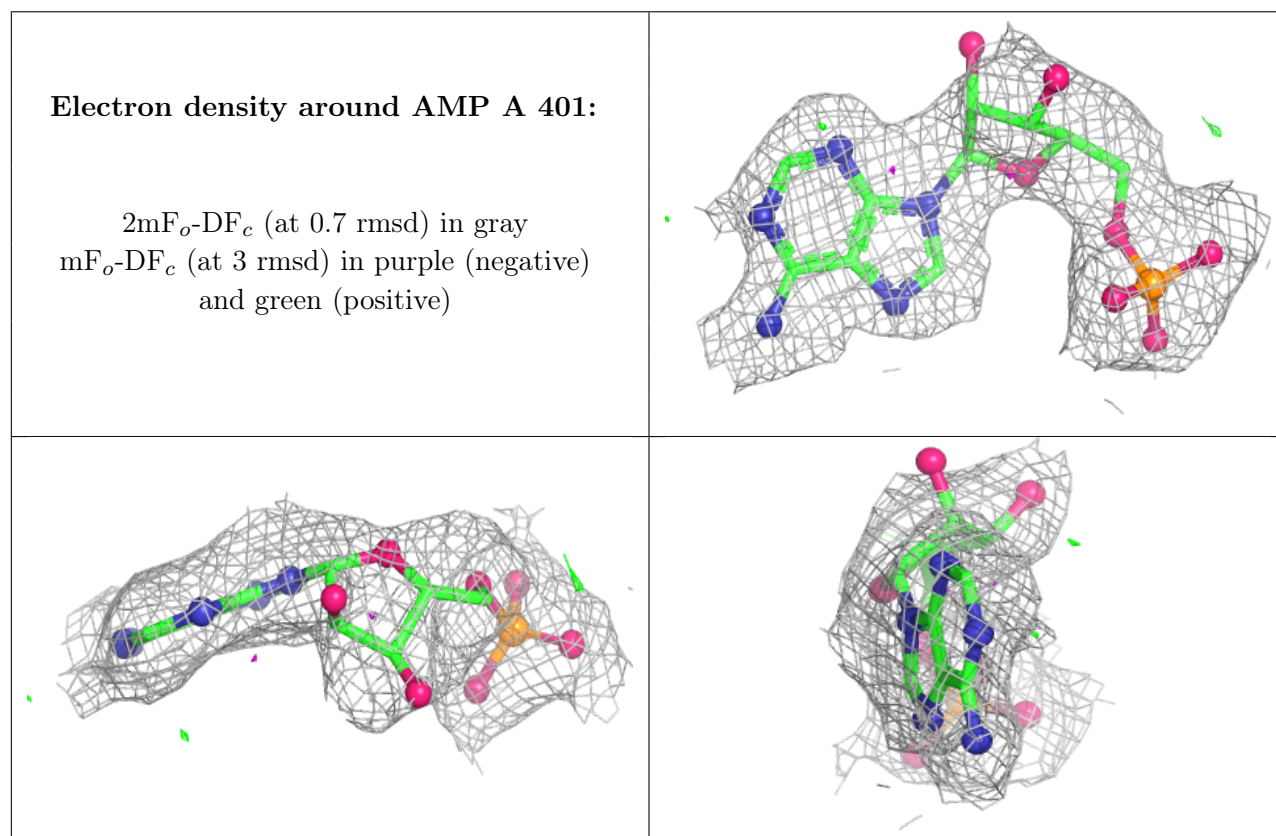 Electron density around AMP A 401:
2mFo-DFc (at 0.7 rmsd) in gray
mFo-DFc (at 3 rmsd) in purple (negative)
and green (positive)